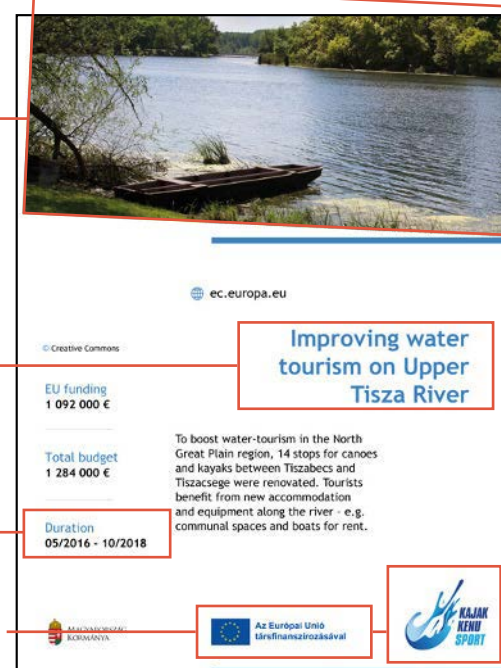 ec.europa.eu
© Creative Commons
Improving water
tourism on Upper
Tisza River
EU funding
1 092 000 €
Total budget
1 284 000 €
Duration
05/2016 - 10/2018
To boost water-tourism in the North
Great Plain region, 14 stops for canoes
and kayaks between Tiszabecs and
Tiszacsege were renovated. Tourists
benefit from new accommodation
and equipment along the river - e.g.
communal spaces and boats for rent.
MAGYARORSZÁG
KORMÁNYA
Az Európai Unió
társfinanszírozásával
KAJAK
KENU
SPORT